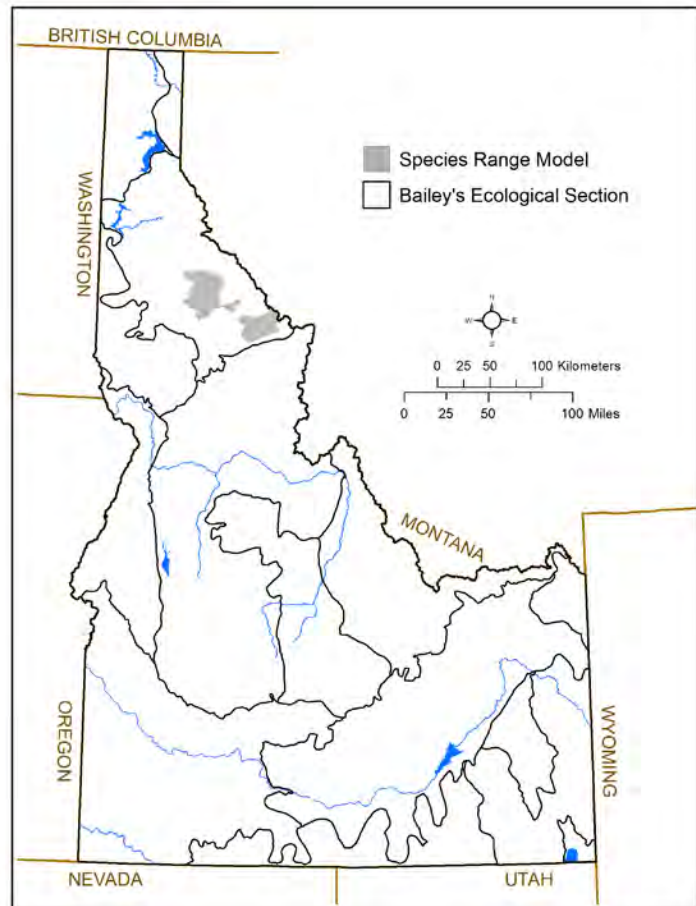 BRITISH COLUMBIA
WASHINGTON
Species Range Model
Bailey's Ecological Section
N
W E
S
0 25 50 100 Kilometers
0 25 50 100 Miles
MONTANA
OREGON
WYOMING
NEVADA
UTAH